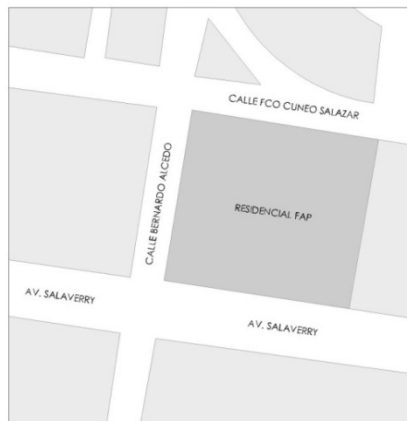 CALLE FCO CUNEO SALAZAR
CALLE BERNARDO ALCEDO
RESIDENCIAL FAP
AV. SALAVERRY
AV. SALAVERRY